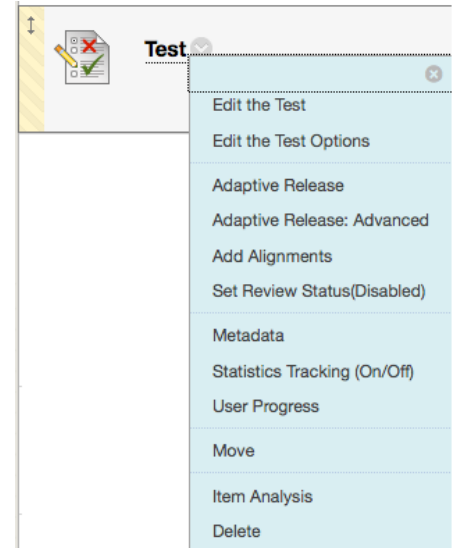 Test
Edit the Test
Edit the Test Options
Adaptive Release
Adaptive Release: Advanced
Add Alignments
Set Review Status(Disabled)
Metadata
Statistics Tracking (On/Off)
User Progress
Move
Item Analysis
Delete